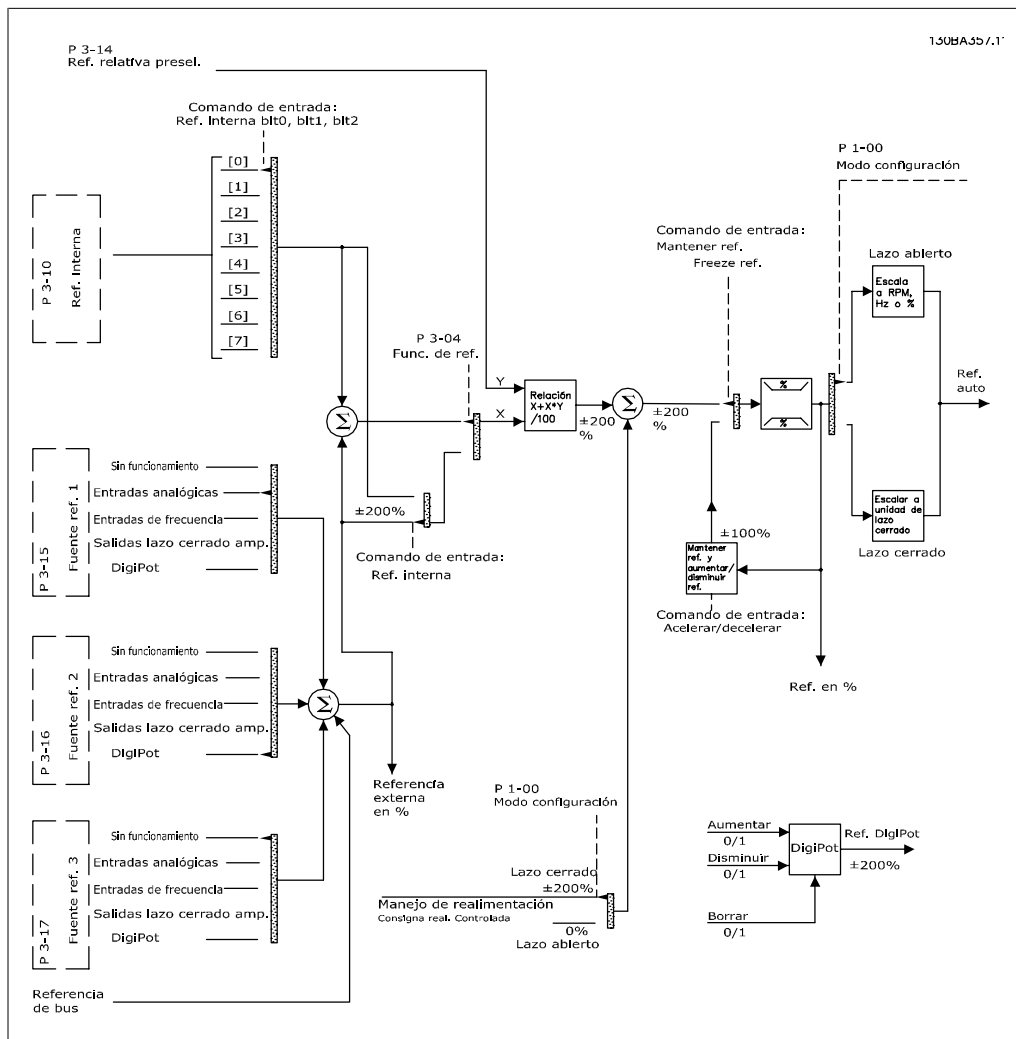 130BA357.11
P 3-14
Ref. relativa presel.
Comando de entrada:
Ref. Interna bit0, bit1, bit2
P 3-10
Ref. Interna
[0]
[1]
[2]
[3]
[4]
[5]
[6]
[7]
P 3-04
Func. de ref.
Y
X
Relación
X+X*Y
/100
±200
%
Σ
±200
%
Comando de entrada:
Mantener ref.
Freeze ref.
%
%
P 1-00
Modo configuración
Lazo abierto
Escala
a RPM,
Hz o %
Ref.
auto
Escalar a
unidad de
lazo
cerrado
Lazo cerrado
±100%
Mantener
ref. y
aumentar/
disminuir
ref.
Comando de entrada:
Acelerar/decelerar
Ref. en %
Σ
±200%
Comando de entrada:
Ref. interna
P 3-15
Fuente ref. 1
Sin funcionamiento
Entradas analógicas
Entradas de frecuencia
Salidas lazo cerrado amp.
DigiPot
P 3-16
Fuente ref. 2
Sin funcionamiento
Entradas analógicas
Entradas de frecuencia
Salidas lazo cerrado amp.
DigiPot
Σ
Referencia
externa
en %
P 3-17
Fuente ref. 3
Sin funcionamiento
Entradas analógicas
Entradas de frecuencia
Salidas lazo cerrado amp.
DigiPot
Referencia
de bus
P 1-00
Modo configuración
Lazo cerrado
±200%
Manejo de realimentación
Consigna real. Controlada
0%
Lazo abierto
Aumentar
0/1
Disminuir
0/1
Borrar
0/1
DigiPot
Ref. DigiPot
±200%